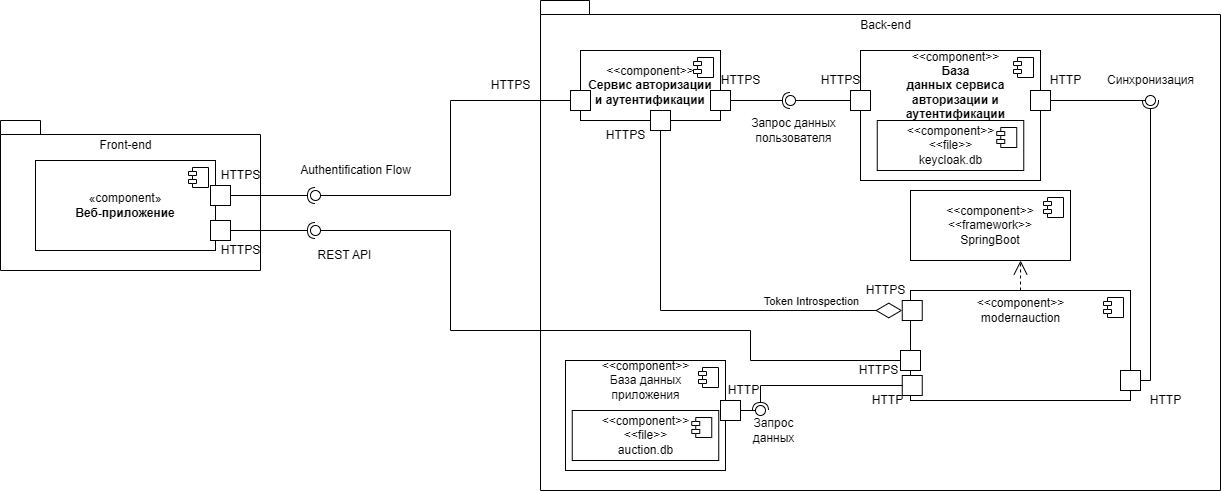 Back-end
<<component>>
Сервис авторизации
и аутентификации
HTTPS
HTTPS
HTTPS
Запрос данных
пользователя
HTTPS
<<component>>
База
данных сервиса
авторизации и
аутентификации
<<component>>
<<file>>
keycloak.db
HTTP
Синхронизация
Front-end
«component»
Веб-приложение
HTTPS
HTTPS
Authentification Flow
REST API
<<component>>
<<framework>>
SpringBoot
HTTPS
Token Introspection
<<component>>
modernauction
HTTPS
HTTP
HTTP
<<component>>
База данных
приложения
HTTP
<<component>>
<<file>>
auction.db
Запрос
данных